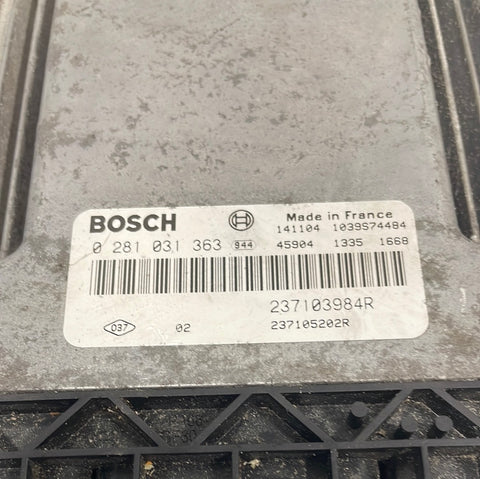 BOSCH Made in France
141104 1039S74484
0 281 031 363 944 45904 1335 1668
237103984R
037 02 237105202R